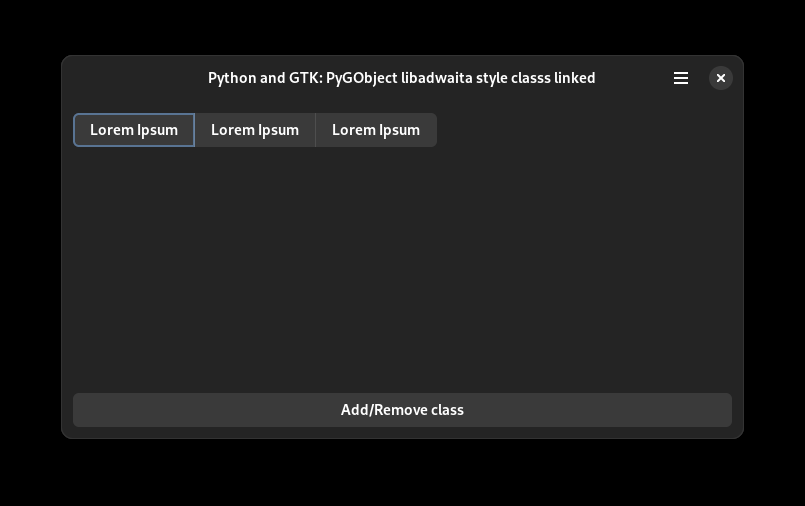 Python and GTK: PyGObject libadwaita style classs linked
Lorem Ipsum Lorem Ipsum Lorem Ipsum
Add/Remove class